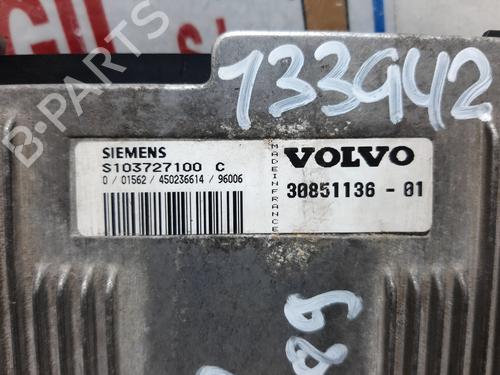 133942
SIEMENS
S103727100 C
0 / 01562 / 450236614 / 96006
MADE IN FRANCE
VOLVO
30851136 - 01
B-PARTS